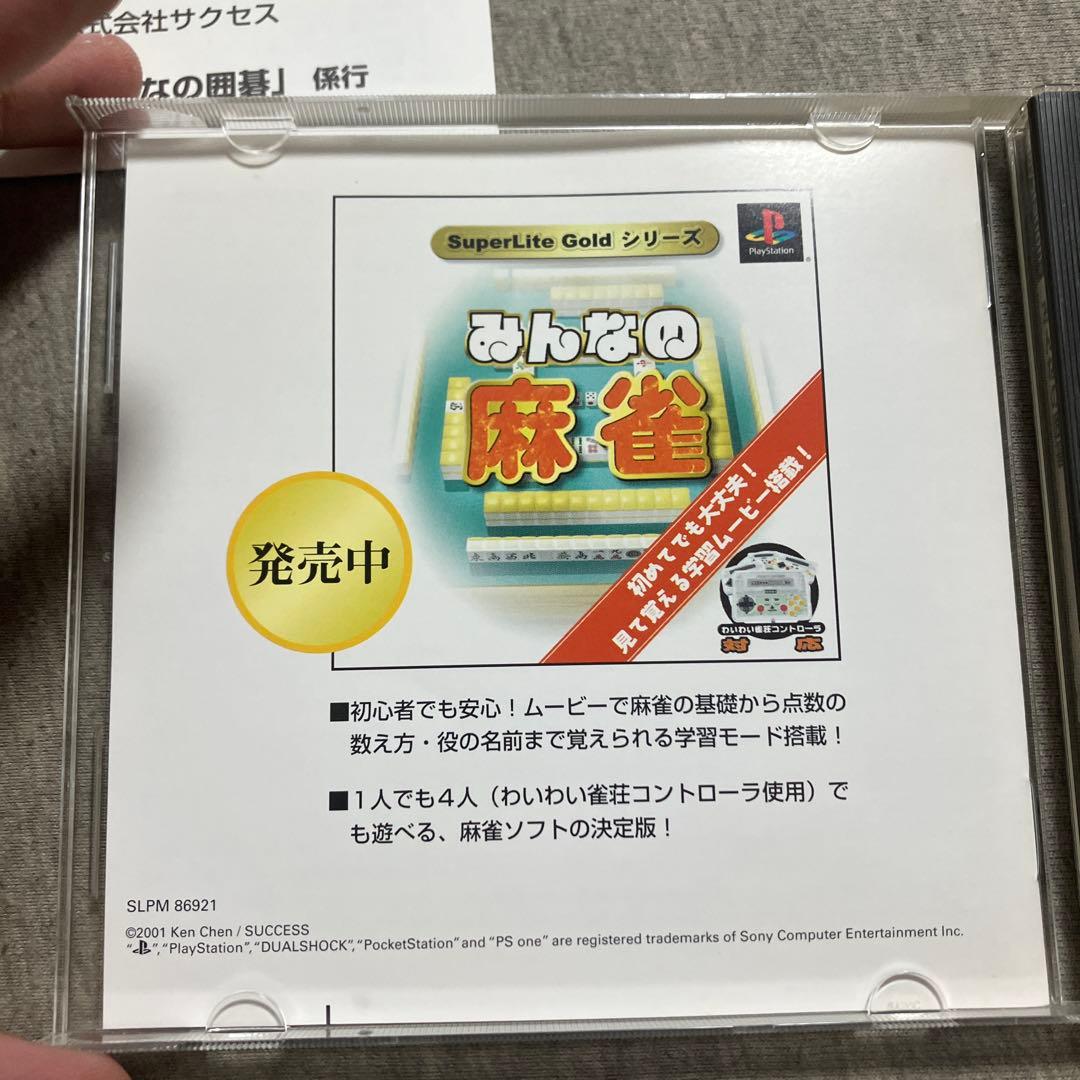 式会社サクセス
なの囲碁」 係行
SuperLite Gold シリーズ
PlayStation
みんなの
麻雀
初めてでも大丈夫！
見て覚える学習ムービー搭載！
わいわい雀荘コントローラ
対応
発売中
■初心者でも安心！ムービーで麻雀の基礎から点数の
数え方・役の名前まで覚えられる学習モード搭載！
■１人でも４人（わいわい雀荘コントローラ使用）で
も遊べる、麻雀ソフトの決定版！
SLPM 86921
©2001 Ken Chen / SUCCESS
“ ”, “PlayStation”, “DUALSHOCK”, “PocketStation” and “PS one” are registered trademarks of Sony Computer Entertainment Inc.